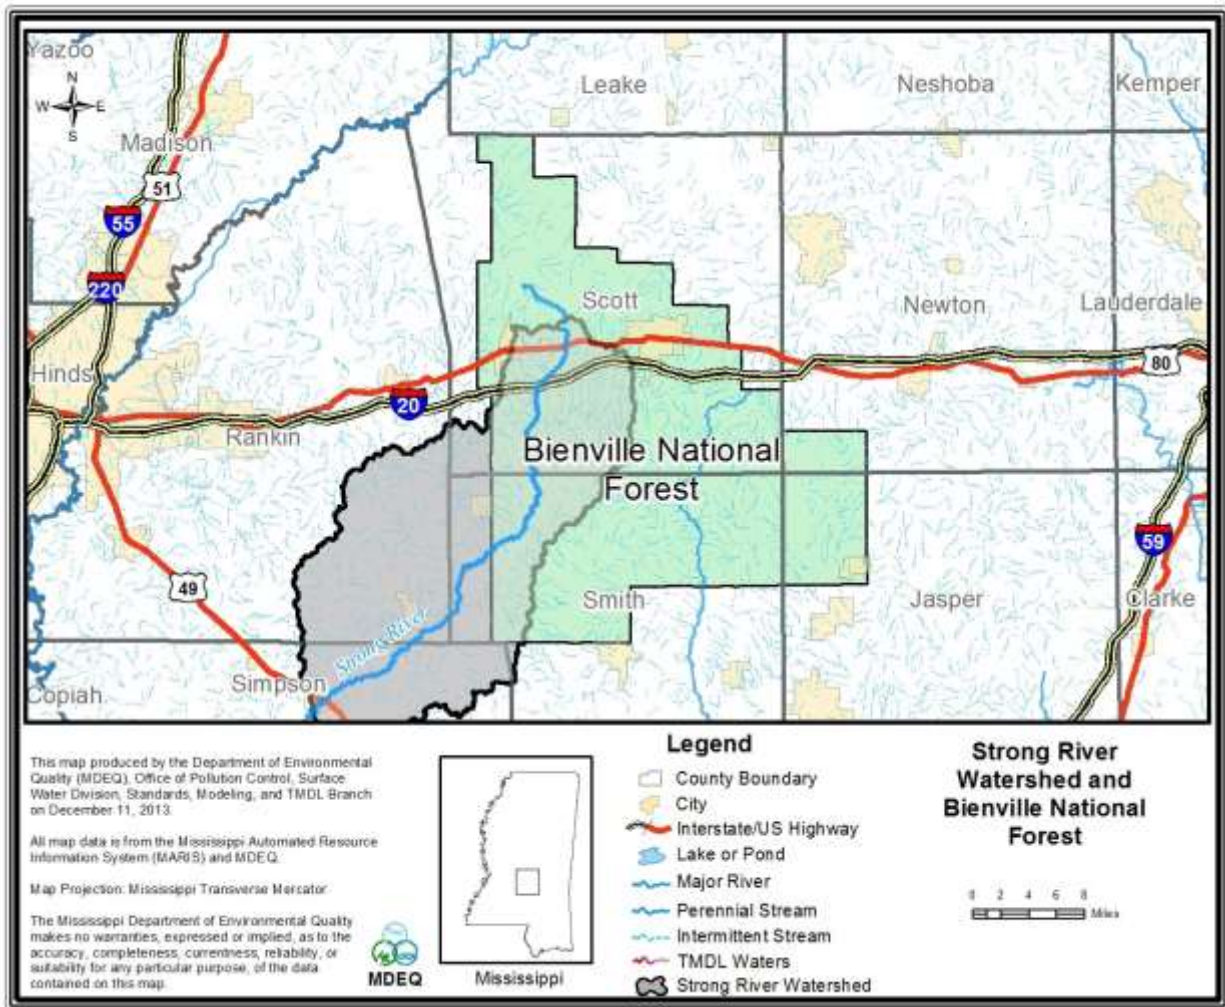 Yazoo
N
W E
S
Leake
Neshoba
Kemper
Madison
51
55
220
Scott
Newton
Lauderdale
Hinds
80
20
Rankin
Bienville National
Forest
59
49
Smith
Jasper
Clarke
Strong River
Simpson
Copiah
This map produced by the Department of Environmental
Quality (MDEQ), Office of Pollution Control, Surface
Water Division, Standards, Modeling, and TMDL Branch
on December 11, 2013.
All map data is from the Mississippi Automated Resource
Information System (MARIS) and MDEQ.
Map Projection: Mississippi Transverse Mercator
The Mississippi Department of Environmental Quality
makes no warranties, expressed or implied, as to the
accuracy, completeness, currentness, reliability, or
suitability for any particular purpose, of the data
contained on this map.
MDEQ
Mississippi
Legend
County Boundary
City
Interstate/US Highway
Lake or Pond
Major River
Perennial Stream
Intermittent Stream
TMDL Waters
Strong River Watershed
Strong River
Watershed and
Bienville National
Forest
0 2 4 6 8
Miles